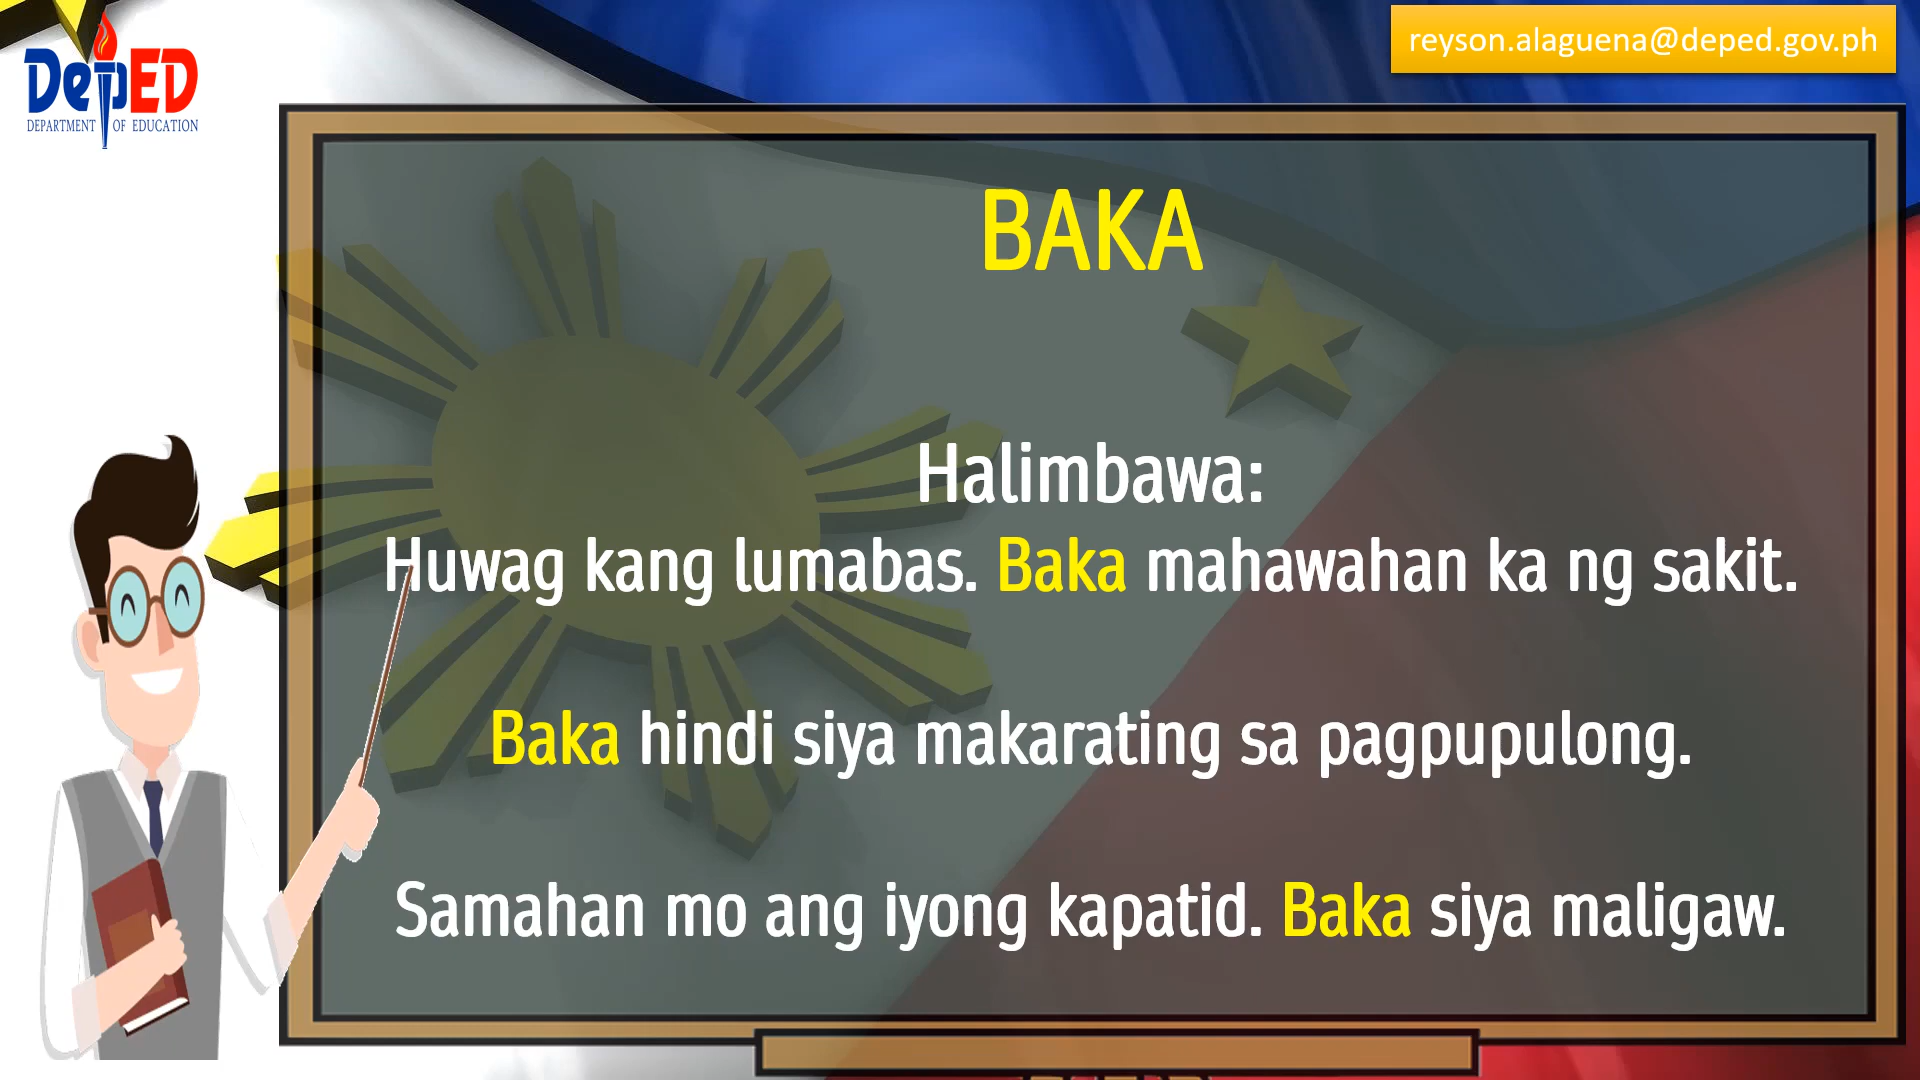 DepED
DEPARTMENT OF EDUCATION
reyson.alaguena@deped.gov.ph
BAKA
Halimbawa:
Huwag kang lumabas. Baka mahawahan ka ng sakit.
Baka hindi siya makarating sa pagpupulong.
Samahan mo ang iyong kapatid. Baka siya maligaw.